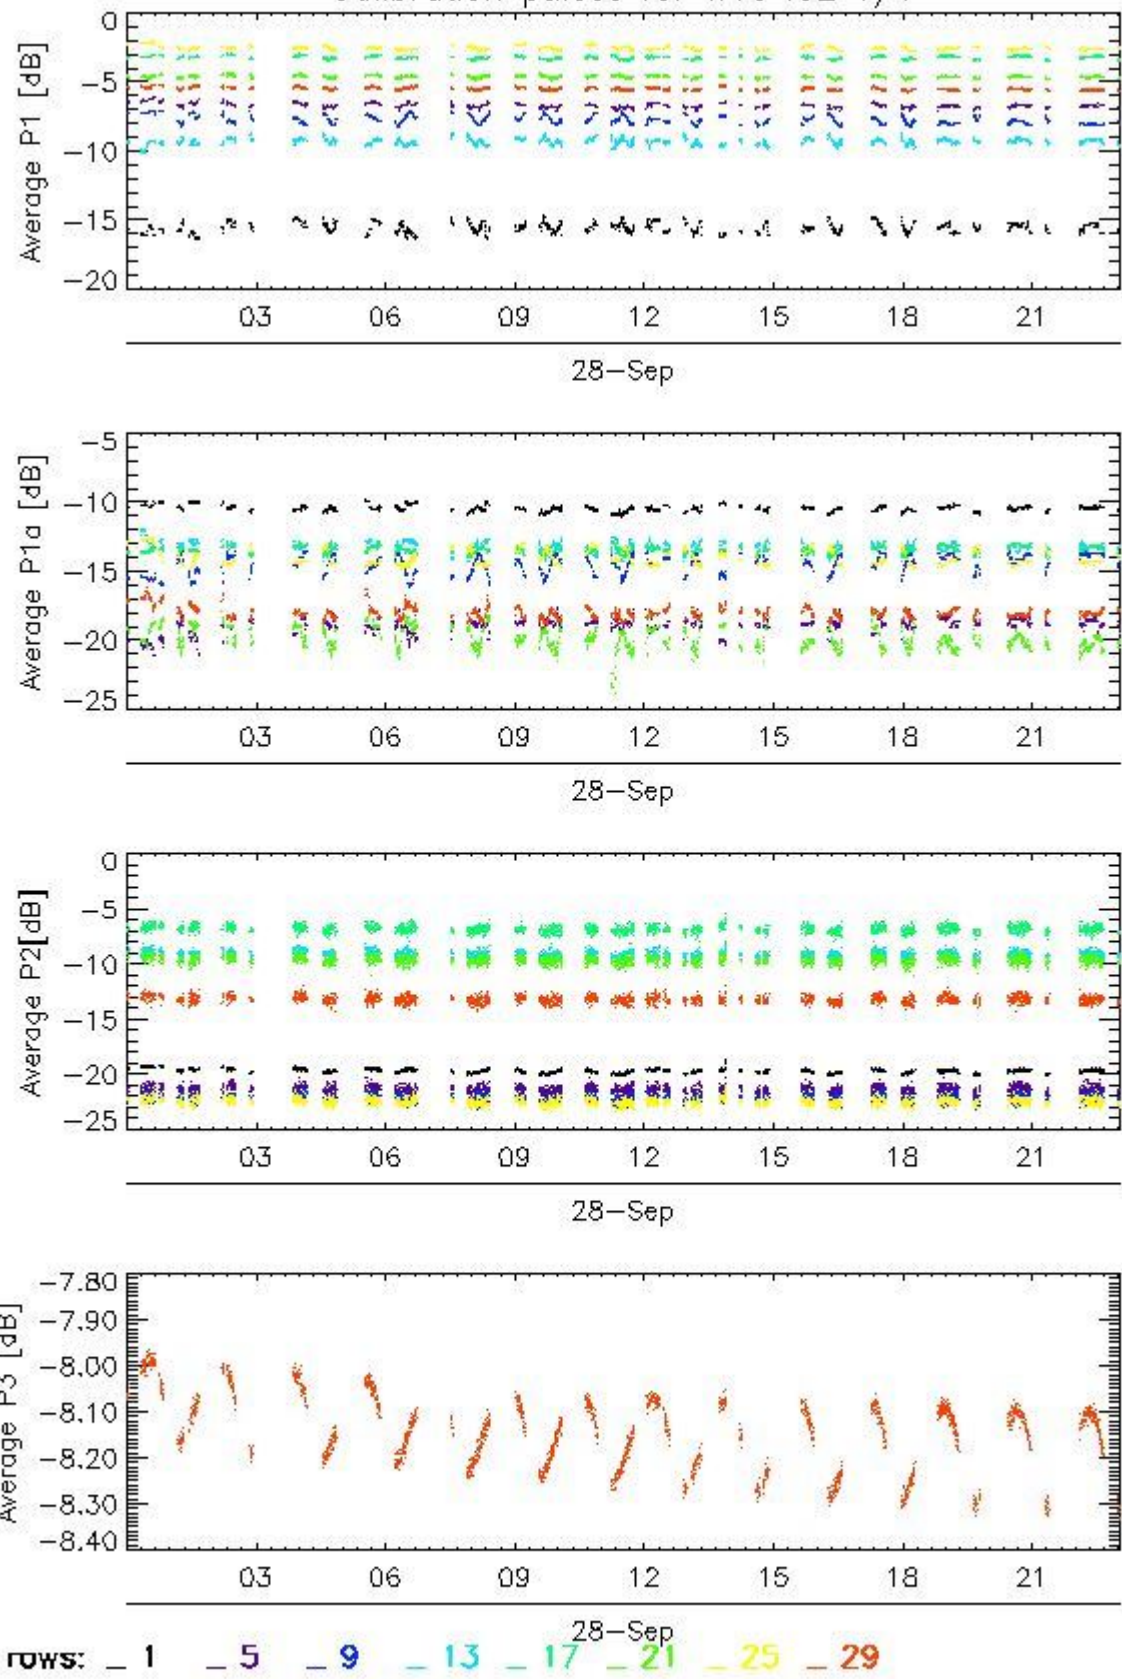 0
-5
-10
-15
-20
Average P1 [dB]
03 06 09 12 15 18 21
28-Sep
-5
-10
-15
-20
-25
Average P1a [dB]
03 06 09 12 15 18 21
28-Sep
0
-5
-10
-15
-20
-25
Average P2[dB]
03 06 09 12 15 18 21
28-Sep
-7.80
-7.90
-8.00
-8.10
-8.20
-8.30
-8.40
Average P3 [dB]
03 06 09 12 15 18 21
28-Sep
rows: _ 1 _ 5 _ 9 _ 13 _ 17 _ 21 _ 25 _ 29